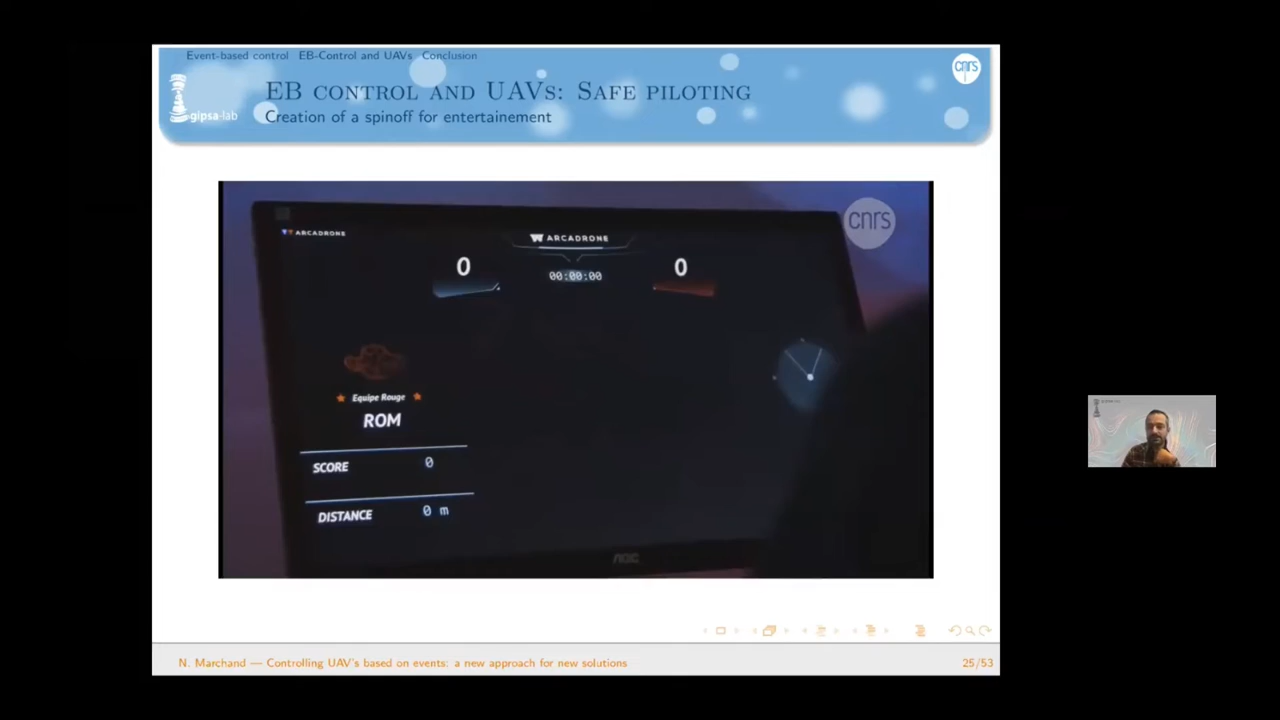 Event-based control EB-Control and UAVs Conclusion
cnrs
EB CONTROL AND UAVS: SAFE PILOTING
gipsa-lab
Creation of a spinoff for entertainement
cnrs
ARCADRONE
ARCADRONE
0
00:00:00
0
Equipe Rouge
ROM
SCORE 0
DISTANCE 0 m
AOC
N. Marchand — Controlling UAV's based on events: a new approach for new solutions
25/53